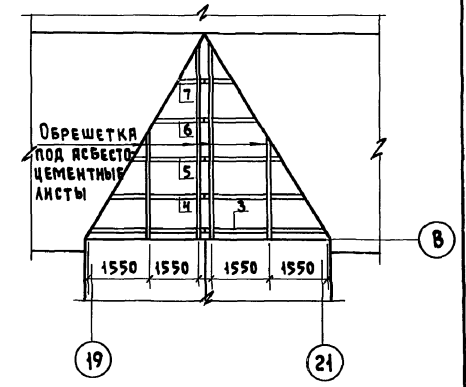 7
ОБРЕШЕТКА
6
ПОД АСБЕСТО-
ЦЕМЕНТНЫЕ
5
ЛИСТЫ
4
3
В
1550
1550
1550
1550
19
21